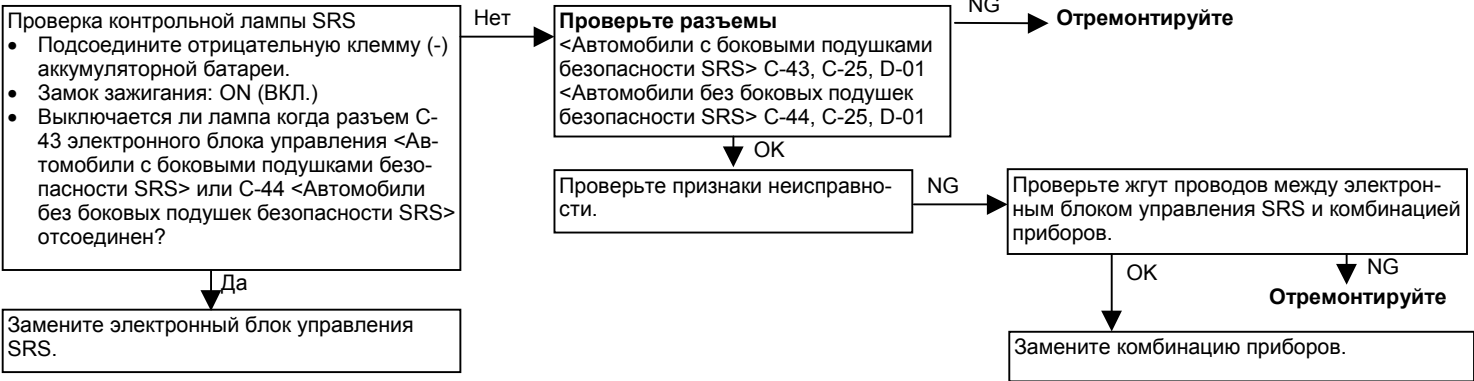 Проверка контрольной лампы SRS
• Подсоедините отрицательную клемму (-)
аккумуляторной батареи.
• Замок зажигания: ON (ВКЛ.)
• Выключается ли лампа когда разъем С-
43 электронного блока управления <Ав-
томобили с боковыми подушками безо-
пасности SRS> или С-44 <Автомобили
без боковых подушек безопасности SRS>
отсоединен?
Нет
Проверьте разъемы
<Автомобили с боковыми подушками
безопасности SRS> С-43, С-25, D-01
<Автомобили без боковых подушек
безопасности SRS> С-44, С-25, D-01
NG
Отремонтируйте
OK
Проверьте признаки неисправно-
сти.
NG
Проверьте жгут проводов между электрон-
ным блоком управления SRS и комбинацией
приборов.
Да
Замените электронный блок управления
SRS.
OK
NG
Отремонтируйте
Замените комбинацию приборов.